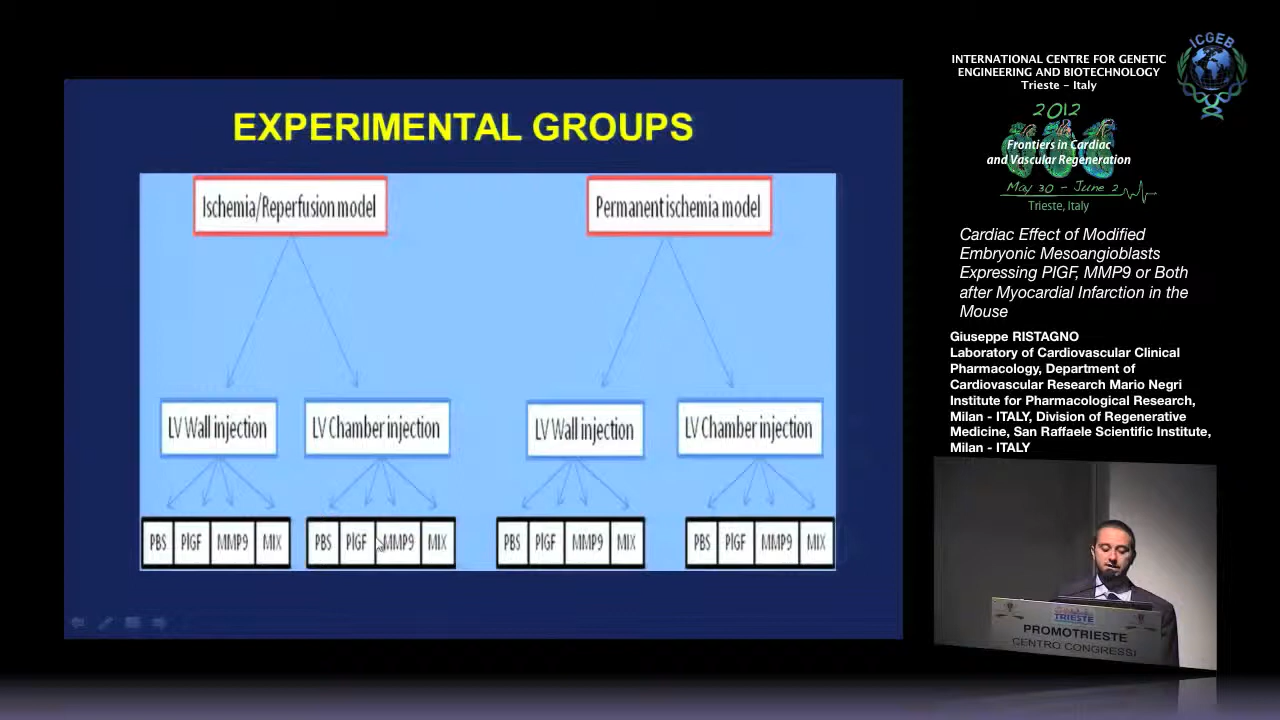 EXPERIMENTAL GROUPS
Ischemia/Reperfusion model
Permanent ischemia model
LV Wall injection
LV Chamber injection
LV Wall injection
LV Chamber injection
PBS PlGF MMP9 MIX
PBS PlGF MMP9 MIX
PBS PlGF MMP9 MIX
PBS PlGF MMP9 MIX
INTERNATIONAL CENTRE FOR GENETIC
ENGINEERING AND BIOTECHNOLOGY
Trieste - Italy
ICGEB
2012
Frontiers in Cardiac
and Vascular Regeneration
May 30 - June 2
Trieste, Italy
Cardiac Effect of Modified
Embryonic Mesoangioblasts
Expressing PIGF, MMP9 or Both
after Myocardial Infarction in the
Mouse
Giuseppe RISTAGNO
Laboratory of Cardiovascular Clinical
Pharmacology, Department of
Cardiovascular Research Mario Negri
Institute for Pharmacological Research,
Milan - ITALY, Division of Regenerative
Medicine, San Raffaele Scientific Institute,
Milan - ITALY
TRIESTE
PROMOTRIESTE
CENTRO CONGRESSI